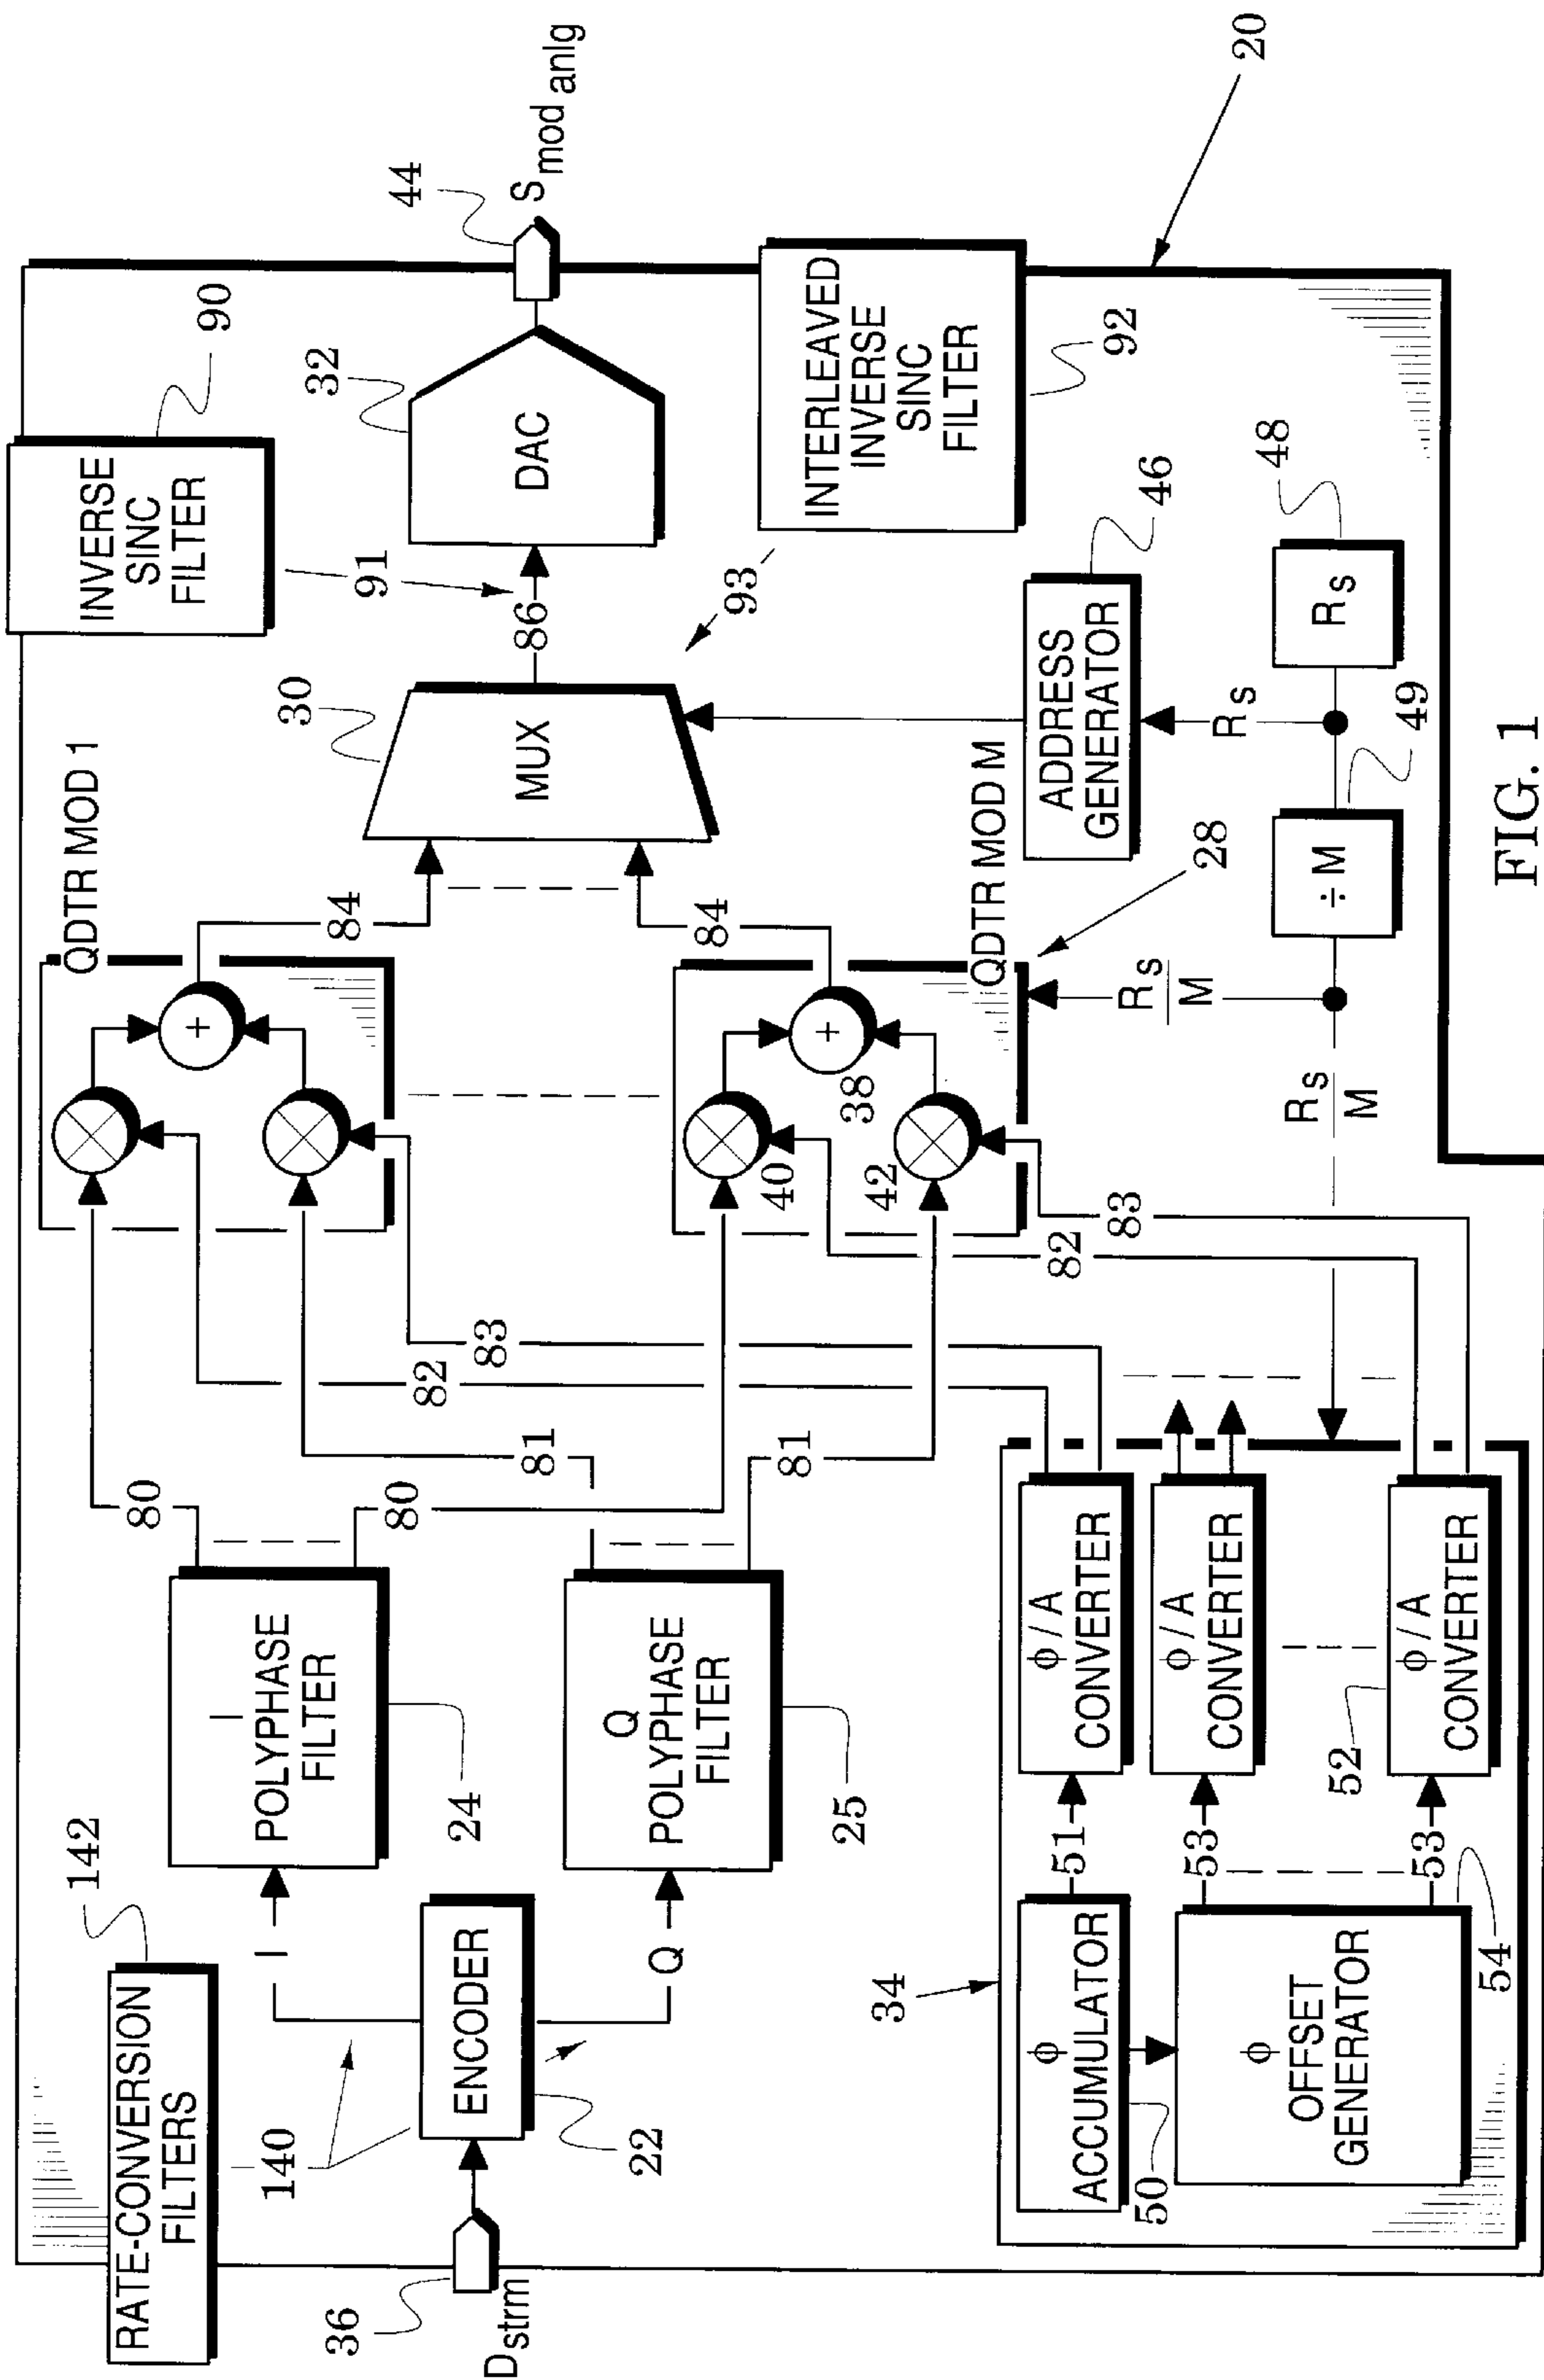 RATE-CONVERSION
FILTERS
142
36
D strm
140
ENCODER
22
I
Q
I
POLYPHASE
FILTER
24
Q
POLYPHASE
FILTER
25
34
ϕ
ACCUMULATOR
50
ϕ
OFFSET
GENERATOR
54
51
53
53
ϕ/A
CONVERTER
ϕ/A
CONVERTER
52
ϕ/A
CONVERTER
80
80
81
81
82
83
82
83
QDTR MOD 1
40
42
38
QDTR MOD M
28
84
84
Rs
M
Rs
M
÷M
49
Rs
Rs
48
ADDRESS
GENERATOR
46
30
MUX
86
91
93
INVERSE
SINC
FILTER
90
32
DAC
44
S mod anlg
INTERLEAVED
INVERSE
SINC
FILTER
92
20
FIG. 1